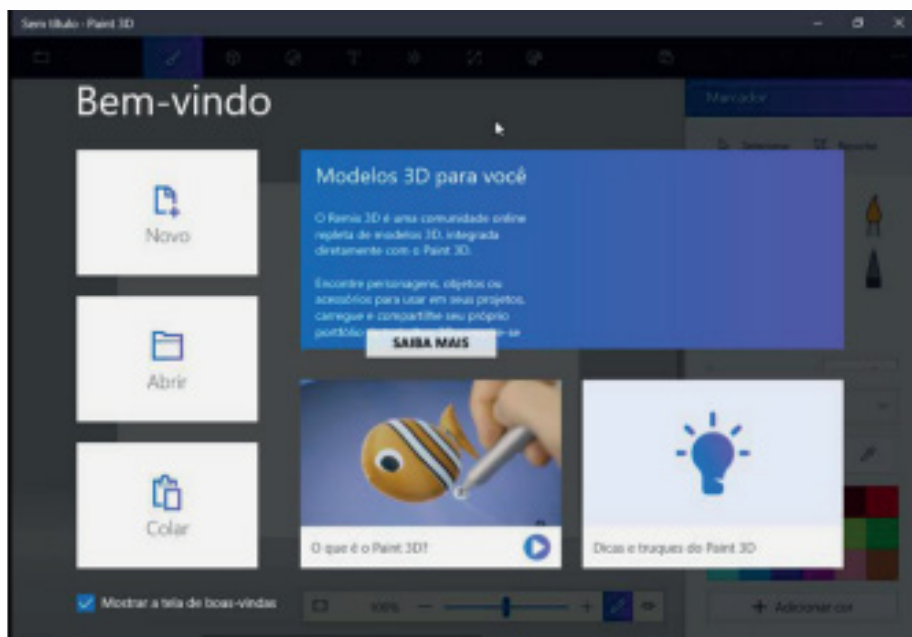 Sem título - Paint 3D
Bem-vindo
Marcador
Selecionar
Recortar
Novo
Modelos 3D para você
O Remix 3D é uma comunidade online
repleta de modelos 3D, integrada
diretamente com o Paint 3D.
Encontre personagens, objetos ou
acessórios para usar em seus projetos,
carregue e compartilhe seu próprio
portfólio
SAIBA MAIS
Abrir
Colar
O que é o Paint 3D?
Dicas e truques do Paint 3D
Mostrar a tela de boas-vindas
100%
Adicionar cor